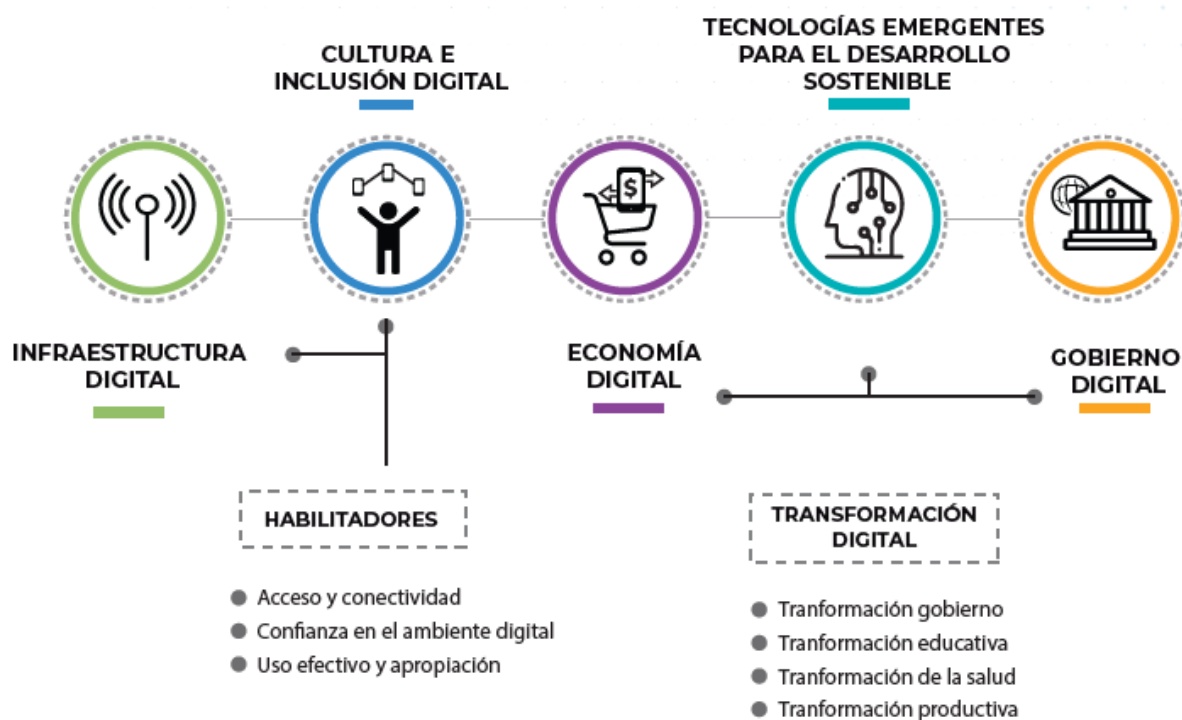 CULTURA E
INCLUSIÓN DIGITAL
TECNOLOGÍAS EMERGENTES
PARA EL DESARROLLO
SOSTENIBLE
$
INFRAESTRUCTURA
DIGITAL
ECONOMÍA
DIGITAL
GOBIERNO
DIGITAL
HABILITADORES
Acceso y conectividad
Confianza en el ambiente digital
Uso efectivo y apropiación
TRANSFORMACIÓN
DIGITAL
Tranformación gobierno
Tranformación educativa
Tranformación de la salud
Tranformación productiva